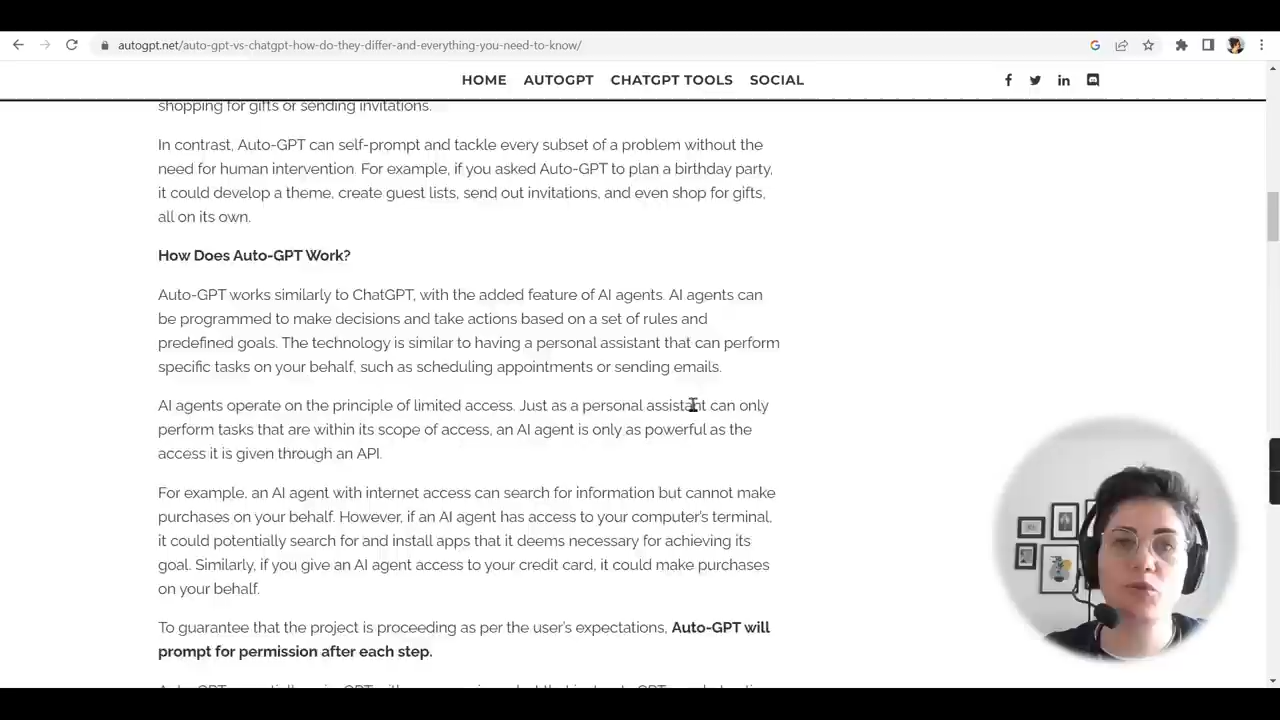 autogpt.net/auto-gpt-vs-chatgpt-how-do-they-differ-and-everything-you-need-to-know/
HOME AUTOGPT CHATGPT TOOLS SOCIAL
shopping for gifts or sending invitations.
In contrast, Auto-GPT can self-prompt and tackle every subset of a problem without the
need for human intervention. For example, if you asked Auto-GPT to plan a birthday party,
it could develop a theme, create guest lists, send out invitations, and even shop for gifts,
all on its own.
How Does Auto-GPT Work?
Auto-GPT works similarly to ChatGPT, with the added feature of AI agents. AI agents can
be programmed to make decisions and take actions based on a set of rules and
predefined goals. The technology is similar to having a personal assistant that can perform
specific tasks on your behalf, such as scheduling appointments or sending emails.
AI agents operate on the principle of limited access. Just as a personal assistant can only
perform tasks that are within its scope of access, an AI agent is only as powerful as the
access it is given through an API.
For example, an AI agent with internet access can search for information but cannot make
purchases on your behalf. However, if an AI agent has access to your computer's terminal,
it could potentially search for and install apps that it deems necessary for achieving its
goal. Similarly, if you give an AI agent access to your credit card, it could make purchases
on your behalf.
To guarantee that the project is proceeding as per the user's expectations, Auto-GPT will
prompt for permission after each step.